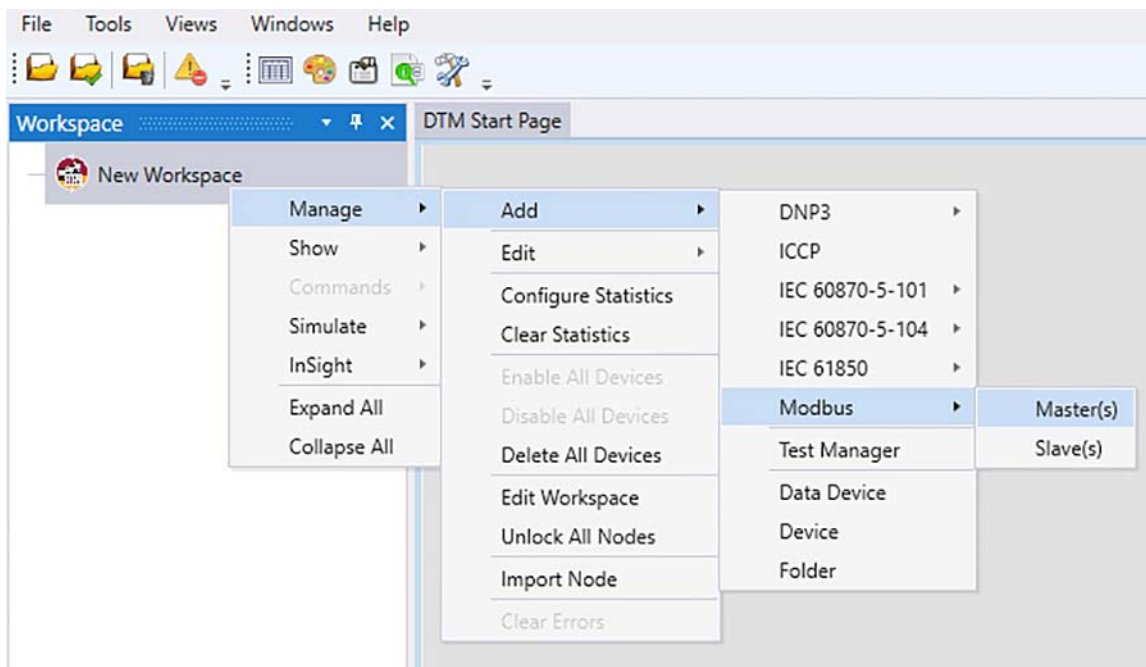 File Tools Views Windows Help
Workspace
DTM Start Page
New Workspace
Manage
Show
Commands
Simulate
InSight
Expand All
Collapse All
Add
Edit
Configure Statistics
Clear Statistics
Enable All Devices
Disable All Devices
Delete All Devices
Edit Workspace
Unlock All Nodes
Import Node
Clear Errors
DNP3
ICCP
IEC 60870-5-101
IEC 60870-5-104
IEC 61850
Modbus
Test Manager
Data Device
Device
Folder
Master(s)
Slave(s)